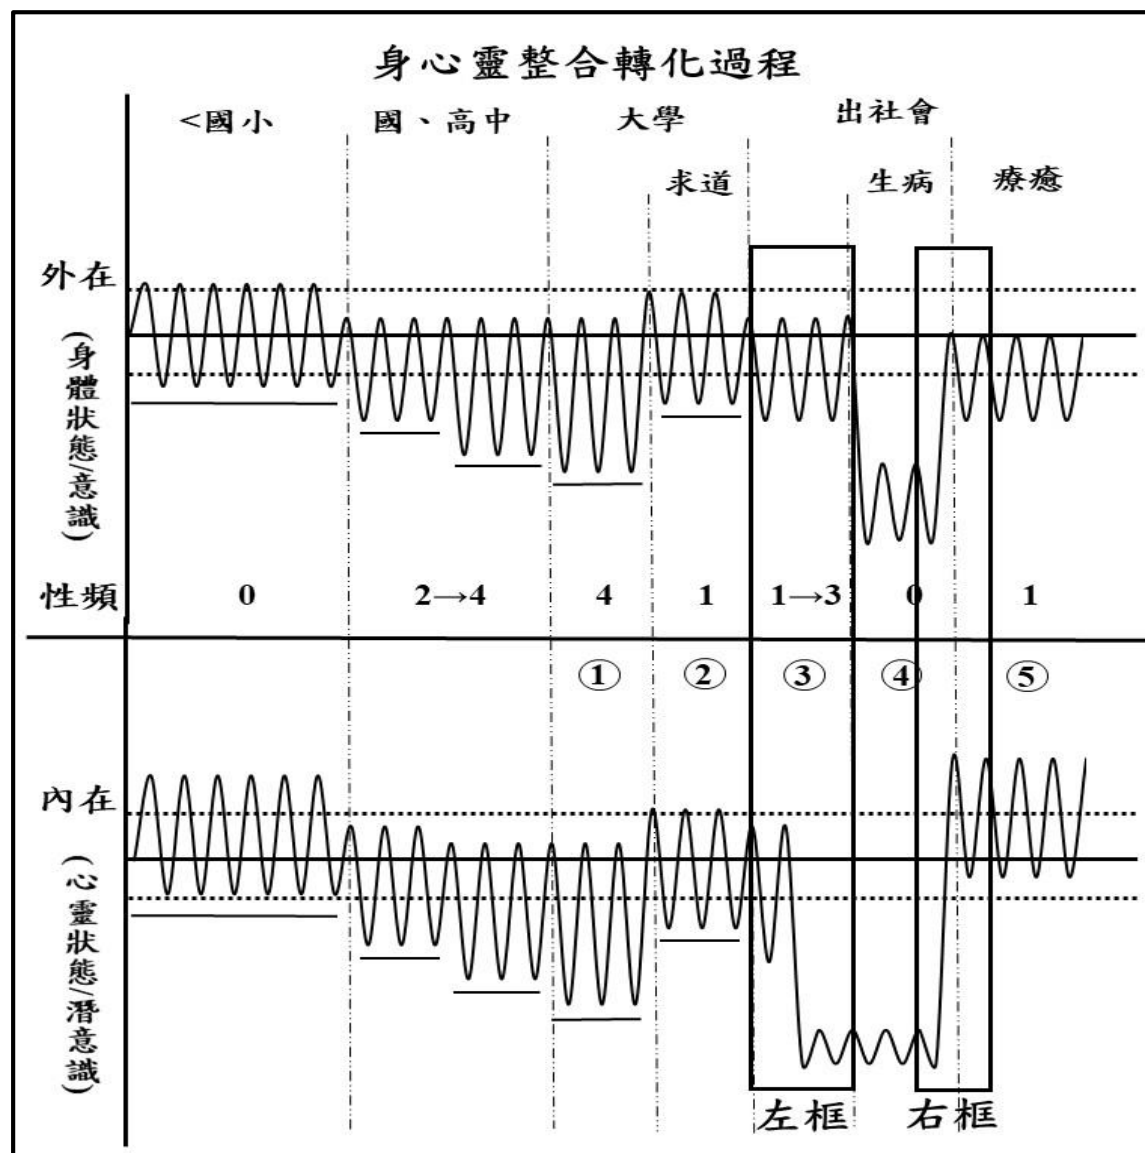 身心靈整合轉化過程
<國小 國、高中 大學 出社會
求道 生病 療癒
外在
(身體狀態/意識)
性頻 0 2→4 4 1 1→3 0 1
① ② ③ ④ ⑤
內在
(心靈狀態/潛意識)
左框 右框